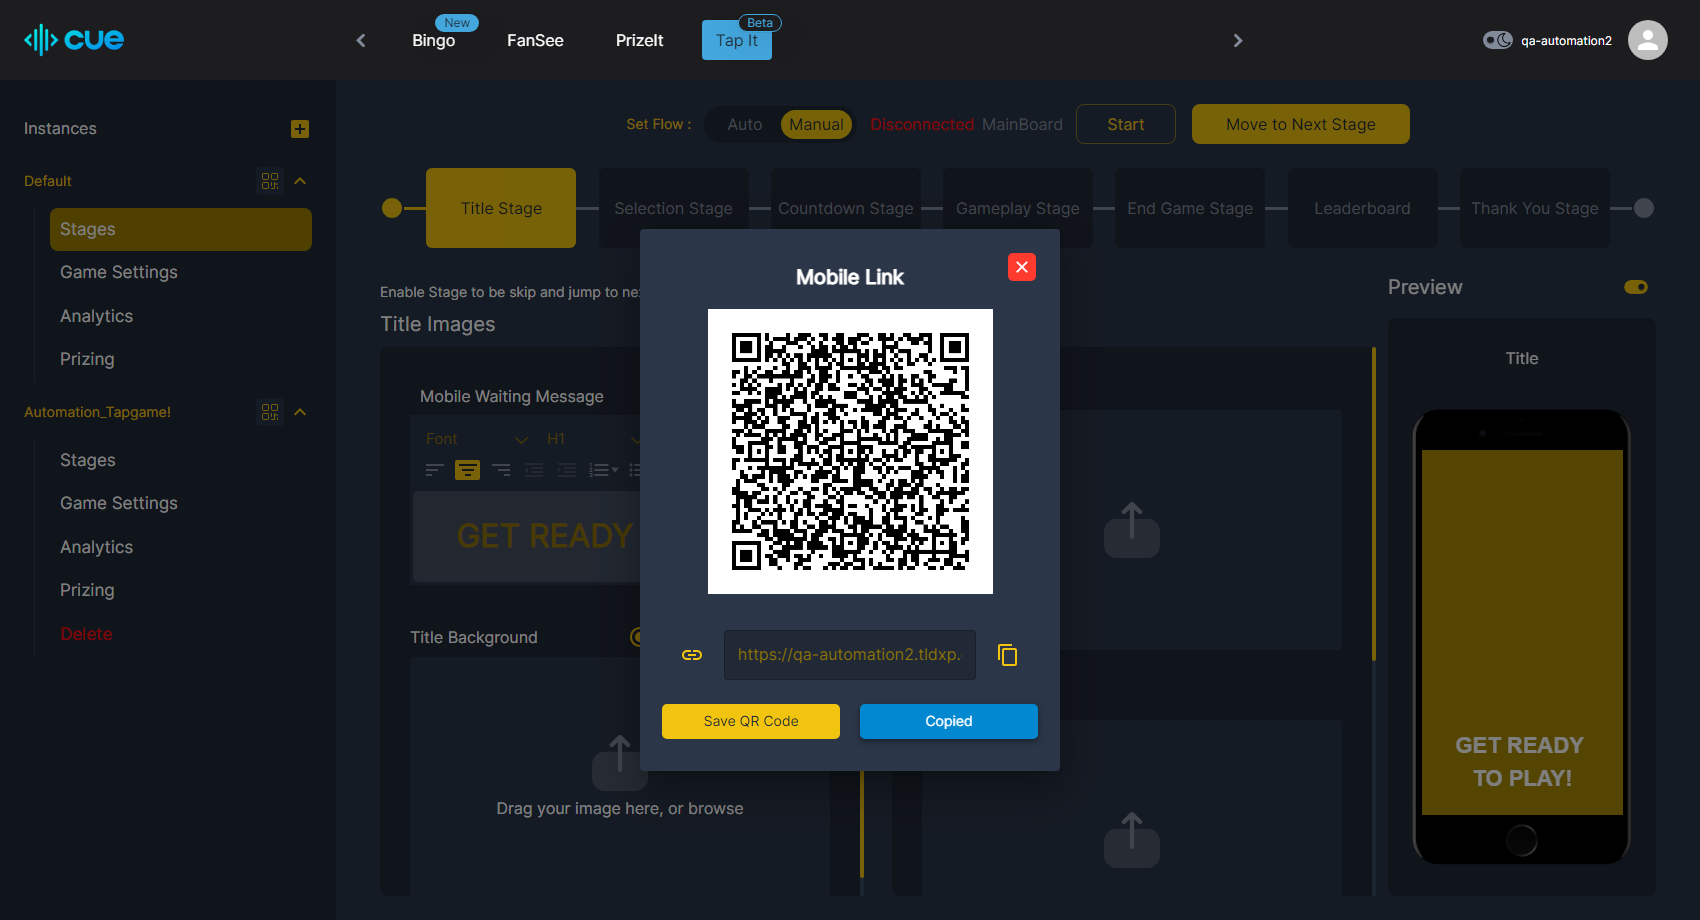 cue
Bingo
New
FanSee
PrizeIt
Tap It
Beta
qa-automation2
Instances
Default
Stages
Game Settings
Analytics
Prizing
Automation_Tapgame!
Stages
Game Settings
Analytics
Prizing
Delete
Set Flow :
Auto
Manual
Disconnected
MainBoard
Start
Move to Next Stage
Title Stage
Selection Stage
Countdown Stage
Gameplay Stage
End Game Stage
Leaderboard
Thank You Stage
Enable Stage to be skip and jump to ne
Title Images
Mobile Waiting Message
Font
H1
GET READY
Title Background
Drag your image here, or browse
Mobile Link
https://qa-automation2.tldxp.
Save QR Code
Copied
Preview
Title
GET READY
TO PLAY!